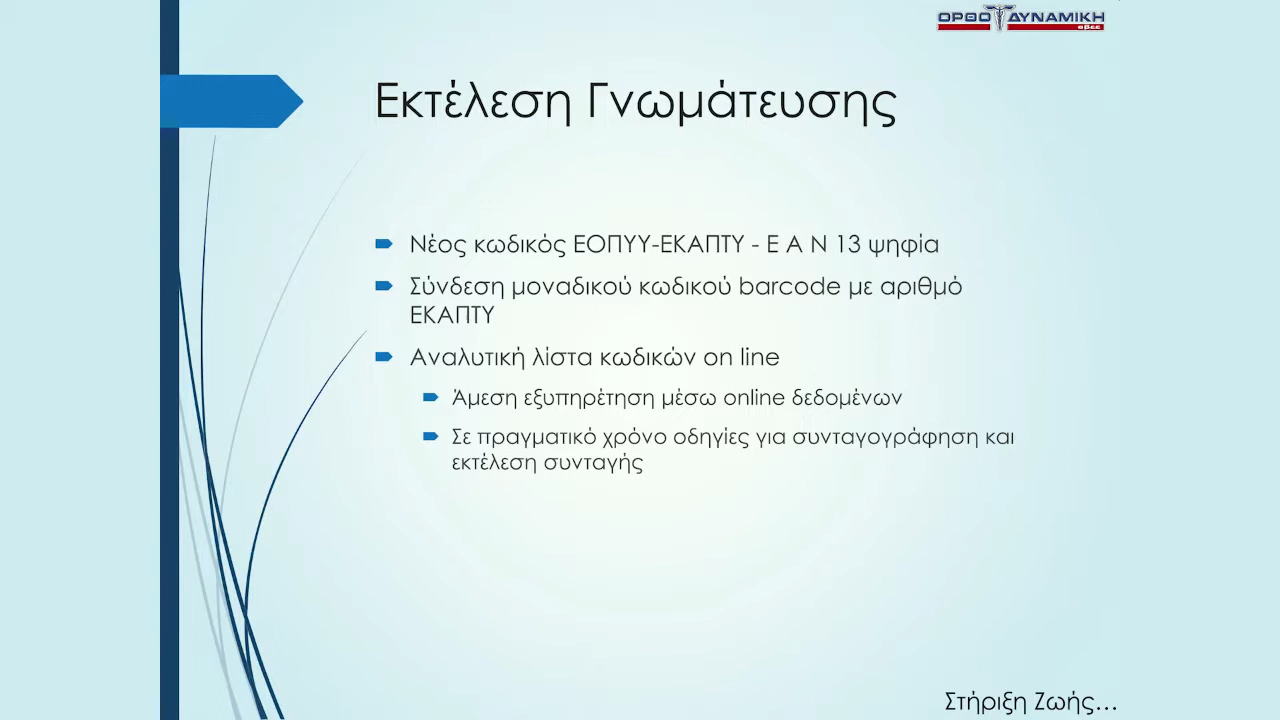 ΟΡΘΟ ΔΥΝΑΜΙΚΗ
αβεε
Εκτέλεση Γνωμάτευσης
Νέος κωδικός ΕΟΠΥΥ-ΕΚΑΠΤΥ - Ε Α Ν 13 ψηφία
Σύνδεση μοναδικού κωδικού barcode με αριθμό
ΕΚΑΠΤΥ
Αναλυτική λίστα κωδικών on line
Άμεση εξυπηρέτηση μέσω online δεδομένων
Σε πραγματικό χρόνο οδηγίες για συνταγογράφηση και
εκτέλεση συνταγής
Στήριξη Ζωής...